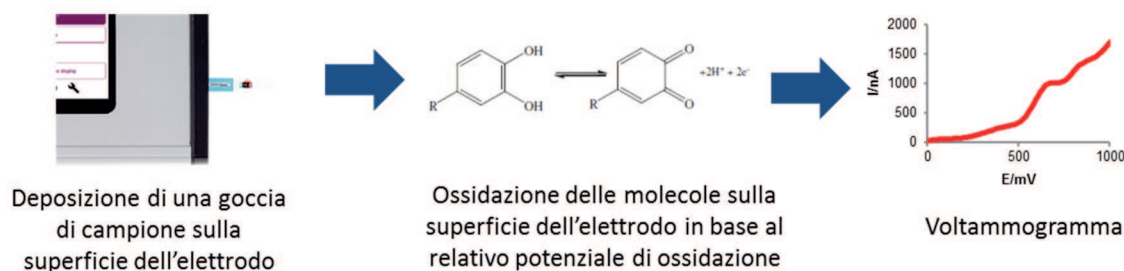 display
OH
OH
R
O
O
R
+2H⁺ + 2e⁻
2000
1500
1000
500
0
I/nA
0
500
1000
E/mV
Deposizione di una goccia
di campione sulla
superficie dell'elettrodo
Ossidazione delle molecole sulla
superficie dell'elettrodo in base al
relativo potenziale di ossidazione
Voltammogramma